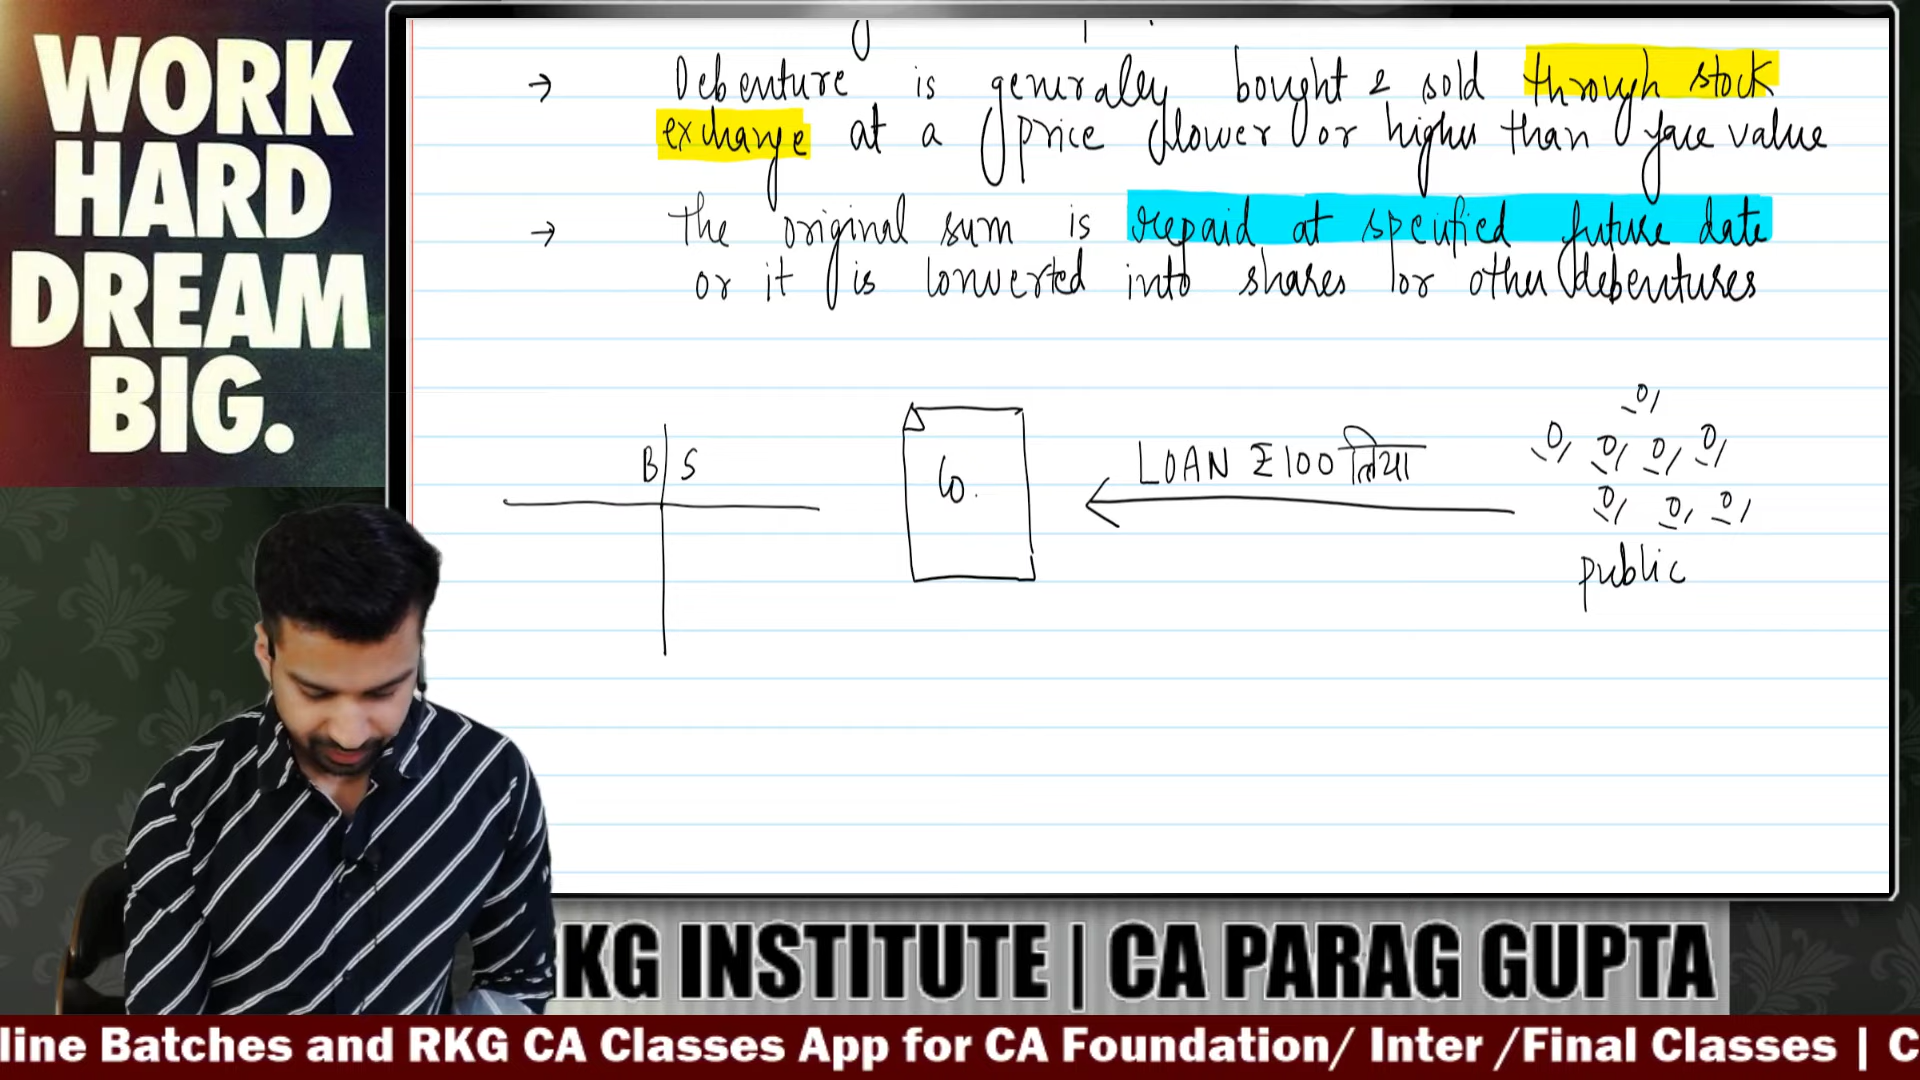 WORK
HARD
DREAM
BIG.
→ Debenture is generally bought & sold through stock
exchange at a price lower or higher than face value
→ The original sum is repaid at specified future date
or it is converted into shares or other debentures
B S
Co.
LOAN ₹100 लिया
public
KG INSTITUTE | CA PARAG GUPTA
line Batches and RKG CA Classes App for CA Foundation/ Inter /Final Classes | C